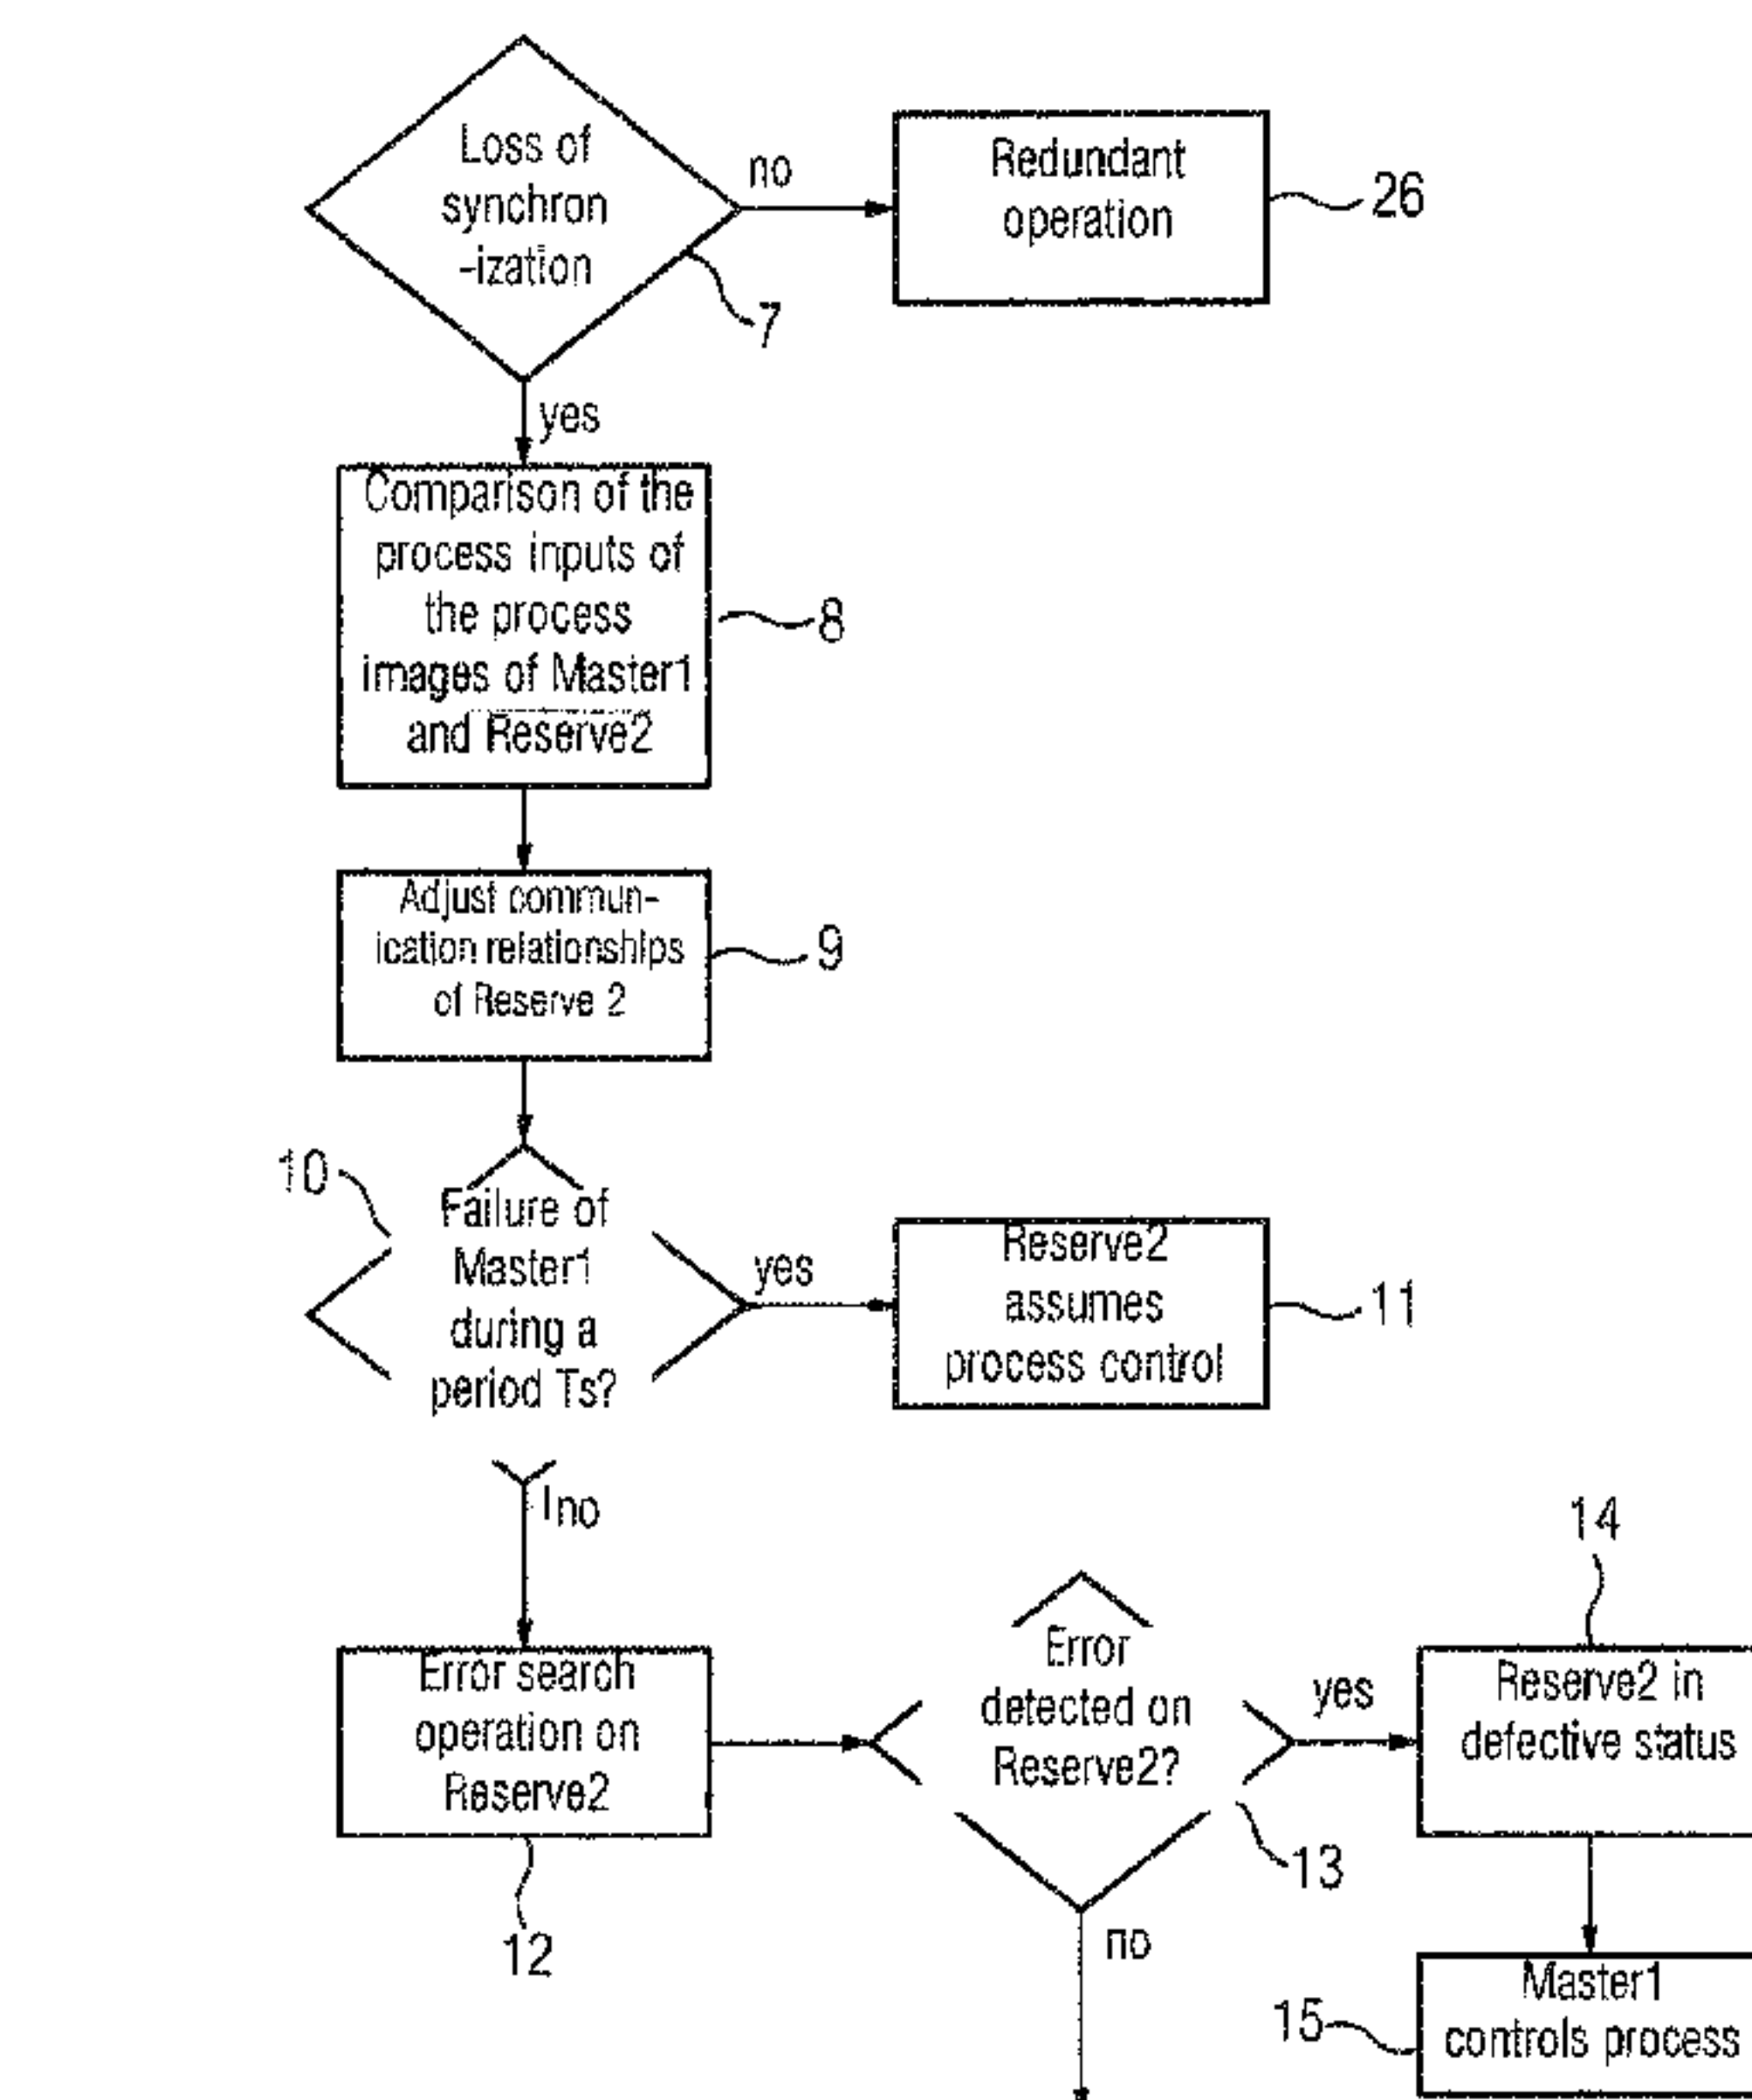 Loss of
synchron
-ization
no
Redundant
operation
26
7
yes
Comparison of the
process inputs of
the process
images of Master1
and Reserve2
8
Adjust commun-
ication relationships
of Reserve 2
9
10
Failure of
Master1
during a
period Ts?
yes
Reserve2
assumes
process control
11
no
Error search
operation on
Reserve2
12
Error
detected on
Reserve2?
13
yes
14
Reserve2 in
defective status
no
15
Master1
controls process